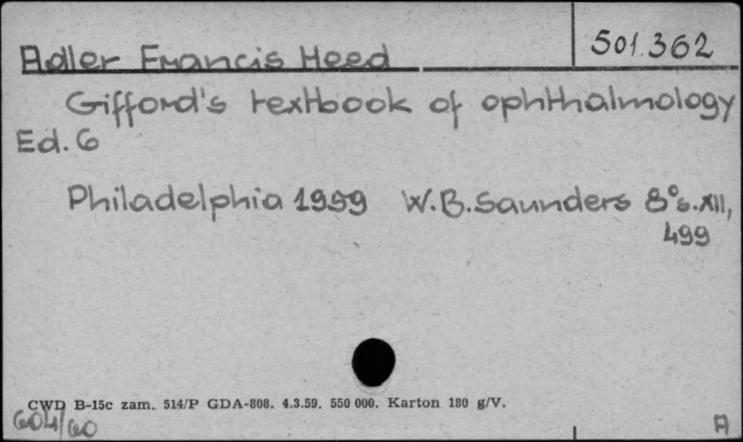 501.362
Adler Francis Heed
Gifford's textbook of ophthalmology
Ed. 6
Philadelphia 1959 W.B. Saunders 8° s. XII,
499
CWD B-15c zam. 514/P GDA-808. 4.3.59. 550 000. Karton 180 g/V.
604/60
A